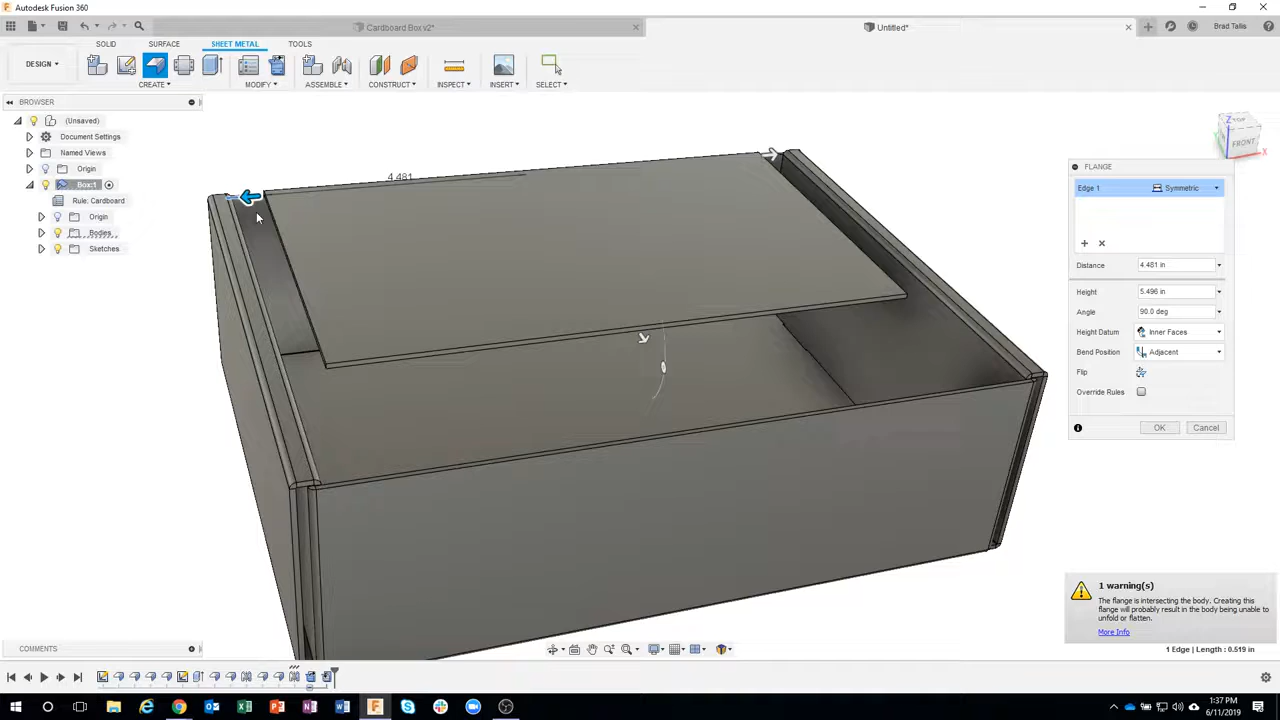 Autodesk Fusion 360
Cardboard Box v2*
Untitled*
Brad Tallis
SOLID SURFACE SHEET METAL TOOLS
DESIGN
CREATE MODIFY ASSEMBLE CONSTRUCT INSPECT INSERT SELECT
BROWSER
(Unsaved)
Document Settings
Named Views
Origin
Box:1
Rule: Cardboard
Origin
Bodies
Sketches
4.481
TOP
FRONT
Z
X
FLANGE
Edge 1 Symmetric
Distance 4.481 in
Height 5.496 in
Angle 90.0 deg
Height Datum Inner Faces
Bend Position Adjacent
Flip
Override Rules
OK Cancel
1 warning(s)
The flange is intersecting the body. Creating this
flange will probably result in the body being unable to
unfold or flatten.
More Info
COMMENTS
1 Edge | Length : 0.519 in
1:37 PM
6/11/2019